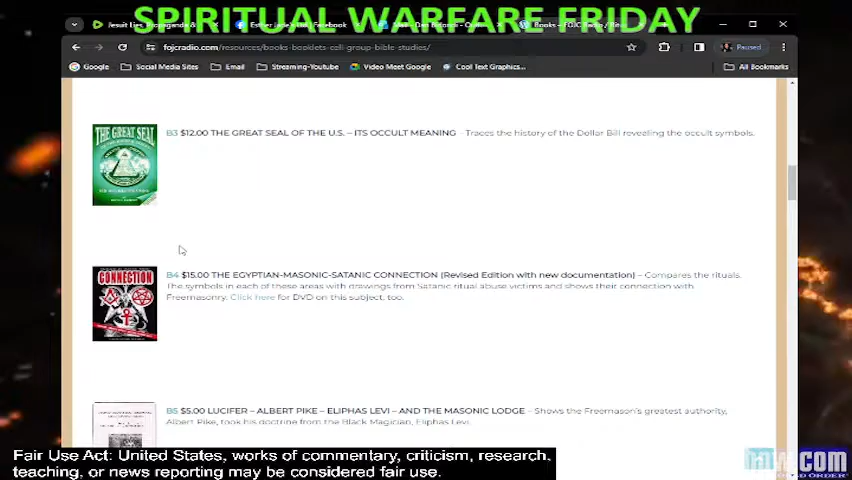 SPIRITUAL WARFARE FRIDAY
Jesuit Lies, Propaganda &
fojcradio.com/resources/books-booklets-cell-group-bible-studies/
Paused
Google Social Media Sites Email Streaming-Youtube Video Meet Google Cool Text Graphics... All Bookmarks
THE GREAT SEAL
B3 $12.00 THE GREAT SEAL OF THE U.S. – ITS OCCULT MEANING – Traces the history of the Dollar Bill revealing the occult symbols.
CONNECTION
B4 $15.00 THE EGYPTIAN-MASONIC-SATANIC CONNECTION (Revised Edition with new documentation) – Compares the rituals.
The symbols in each of these areas with drawings from Satanic ritual abuse victims and shows their connection with
Freemasonry. Click here for DVD on this subject, too.
B5 $5.00 LUCIFER – ALBERT PIKE – ELIPHAS LEVI – AND THE MASONIC LODGE – Shows the Freemason's greatest authority,
Albert Pike, took his doctrine from the Black Magician, Eliphas Levi.
Fair Use Act: United States, works of commentary, criticism, research,
teaching, or news reporting may be considered fair use.